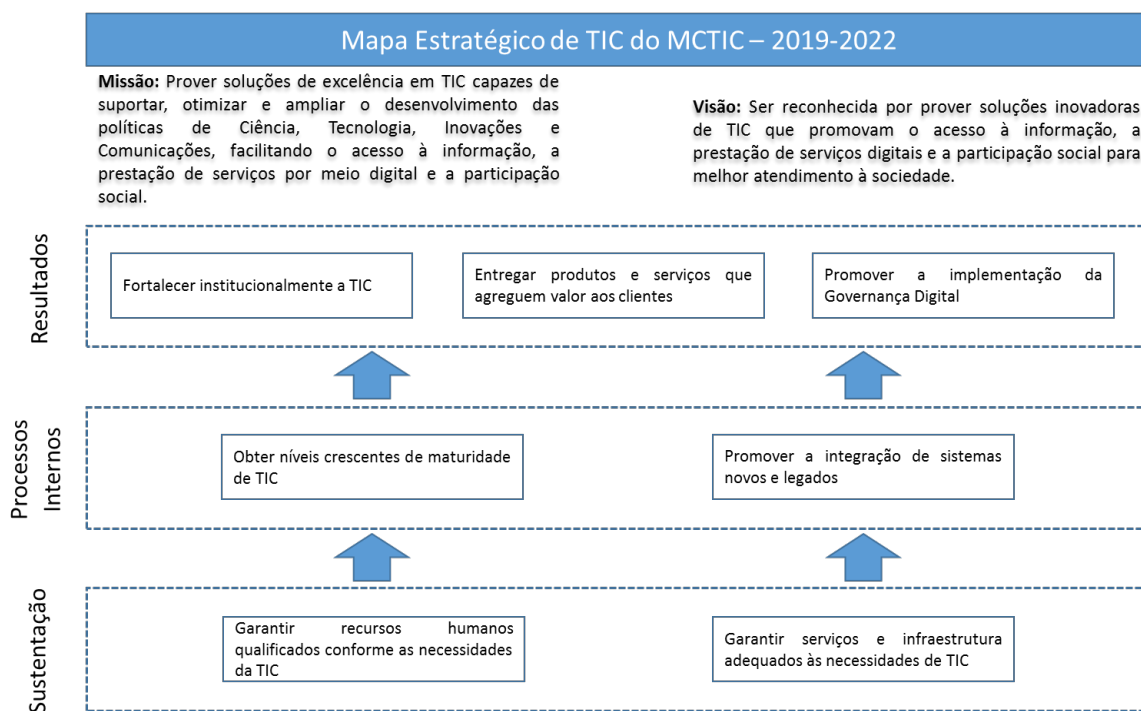 Mapa Estratégico de TIC do MCTIC – 2019-2022
Missão: Prover soluções de excelência em TIC capazes de
suportar, otimizar e ampliar o desenvolvimento das
políticas de Ciência, Tecnologia, Inovações e
Comunicações, facilitando o acesso à informação, a
prestação de serviços por meio digital e a participação
social.
Visão: Ser reconhecida por prover soluções inovadoras
de TIC que promovam o acesso à informação, a
prestação de serviços digitais e a participação social para
melhor atendimento à sociedade.
Resultados
Fortalecer institucionalmente a TIC
Entregar produtos e serviços que
agreguem valor aos clientes
Promover a implementação da
Governança Digital
Processos
Internos
Obter níveis crescentes de maturidade
de TIC
Promover a integração de sistemas
novos e legados
Sustentação
Garantir recursos humanos
qualificados conforme as necessidades
da TIC
Garantir serviços e infraestrutura
adequados às necessidades de TIC